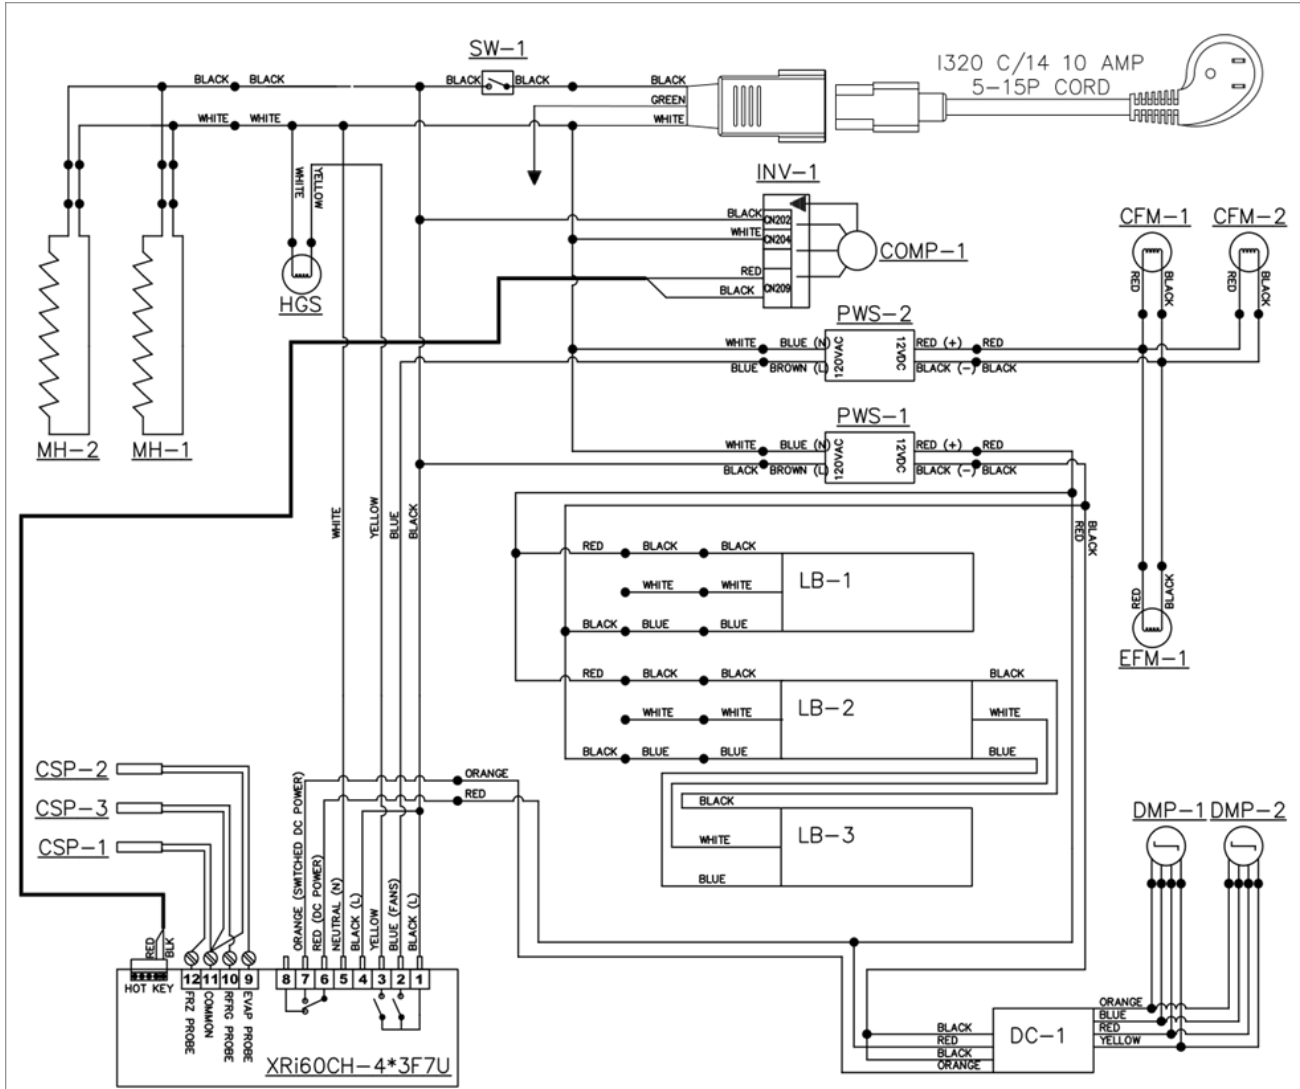 SW-1
I320 C/14 10 AMP
5-15P CORD
BLACK BLACK
BLACK BLACK
BLACK
GREEN
WHITE
WHITE WHITE
WHITE
YELLOW
HGS
INV-1
BLACK
CN202
WHITE
CN204
RED
CN209
BLACK
COMP-1
CFM-1
CFM-2
RED
BLACK
RED
BLACK
PWS-2
WHITE
BLUE (N)
BLUE
BROWN (L)
120VAC
12VDC
RED (+)
RED
BLACK (-)
BLACK
MH-2
MH-1
PWS-1
WHITE
BLUE (N)
BLACK
BROWN (L)
120VAC
12VDC
RED (+)
RED
BLACK (-)
BLACK
WHITE
YELLOW
BLUE
BLACK
RED
BLACK
RED
BLACK
BLACK
LB-1
WHITE
WHITE
BLACK
BLUE
BLUE
RED
BLACK
EFM-1
RED
BLACK
BLACK
LB-2
BLACK
WHITE
WHITE
WHITE
BLACK
BLUE
BLUE
BLUE
BLACK
WHITE
LB-3
BLUE
CSP-2
CSP-3
CSP-1
ORANGE
RED
DMP-1
DMP-2
ORANGE (SWITCHED DC POWER)
RED (DC POWER)
NEUTRAL (N)
BLACK (L)
YELLOW
BLUE (FANS)
BLACK (L)
RED
BLK
HOT KEY
12 11 10 9
8 7 6 5 4 3 2 1
FRZ PROBE
COMMON
RFRG PROBE
EVAP PROBE
XRi60CH-4*3F7U
BLACK
RED
BLACK
ORANGE
DC-1
ORANGE
BLUE
RED
YELLOW